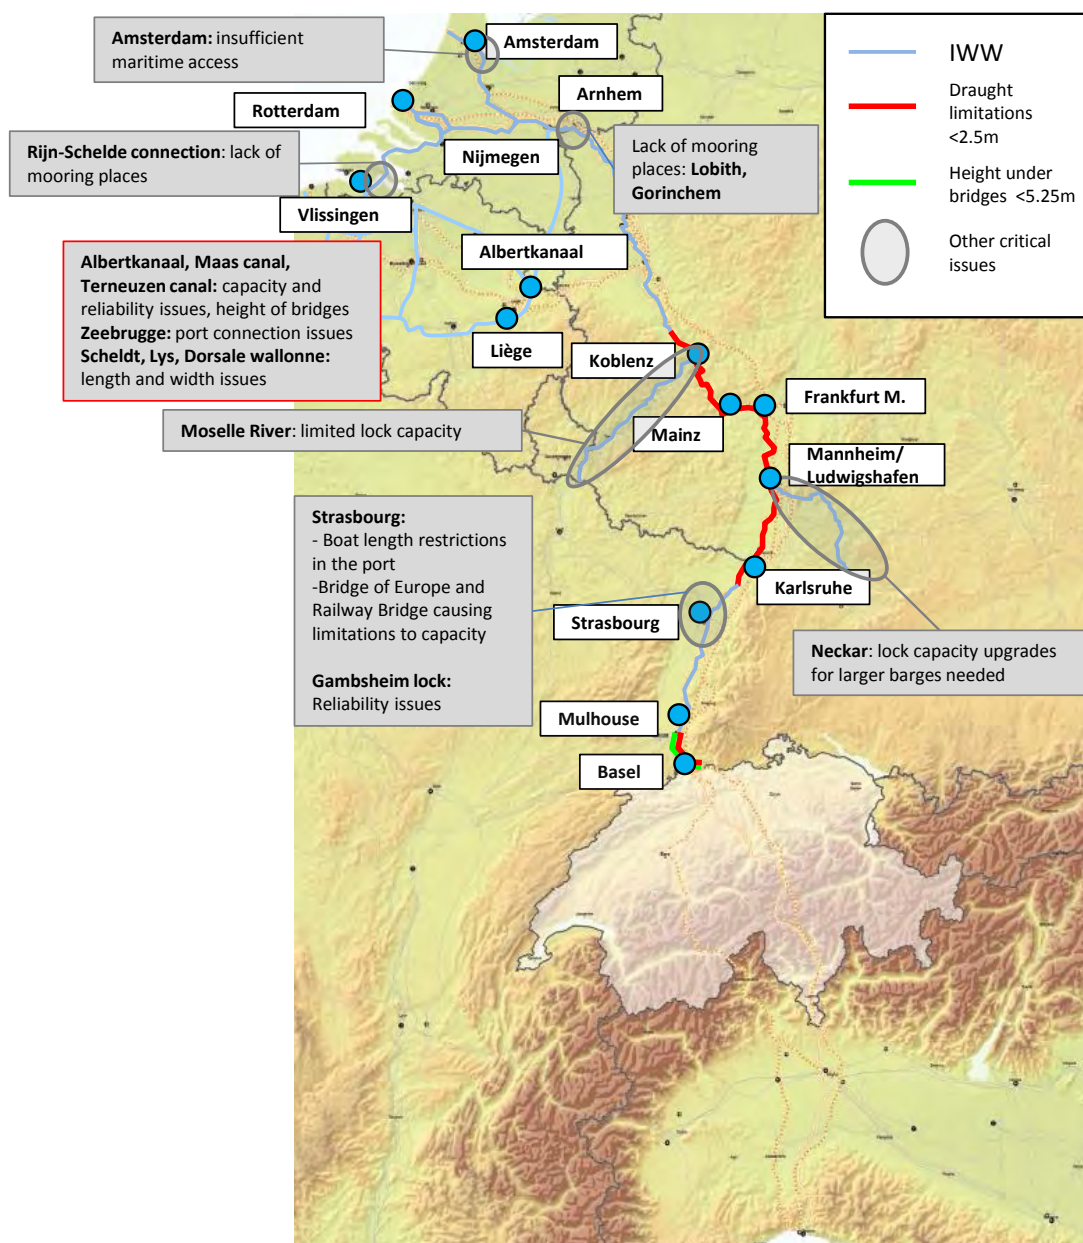 Amsterdam: insufficient
maritime access
Amsterdam
Rotterdam
Arnhem
Rijn-Schelde connection: lack of
mooring places
Nijmegen
Lack of mooring
places: Lobith,
Gorinchem
Vlissingen
IWW
Draught
limitations
<2.5m
Height under
bridges <5.25m
Other critical
issues
Albertkanaal, Maas canal,
Terneuzen canal: capacity and
reliability issues, height of bridges
Zeebrugge: port connection issues
Scheldt, Lys, Dorsale wallonne:
length and width issues
Albertkanaal
Liège
Koblenz
Moselle River: limited lock capacity
Mainz
Frankfurt M.
Mannheim/
Ludwigshafen
Strasbourg:
- Boat length restrictions
in the port
-Bridge of Europe and
Railway Bridge causing
limitations to capacity
Gambsheim lock:
Reliability issues
Karlsruhe
Strasbourg
Neckar: lock capacity upgrades
for larger barges needed
Mulhouse
Basel